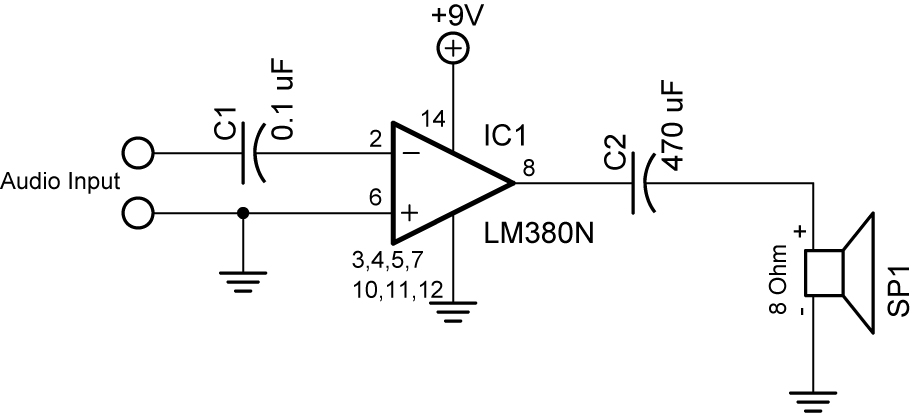 +9V
C1
0.1 uF
14
IC1
C2
470 uF
2
−
8
Audio Input
6
+
LM380N
3,4,5,7
10,11,12
+
8 Ohm
-
SP1